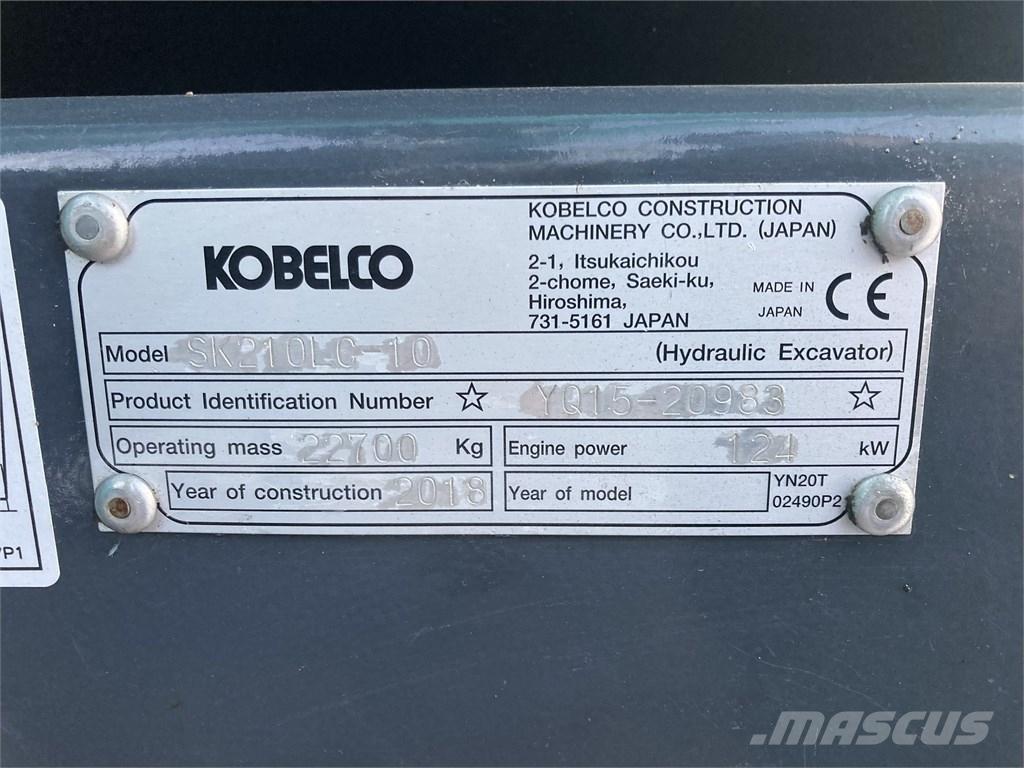 KOBELCO
KOBELCO CONSTRUCTION
MACHINERY CO.,LTD. (JAPAN)
2-1, Itsukaichikou
2-chome, Saeki-ku,
Hiroshima,
731-5161 JAPAN
MADE IN
JAPAN
CE
Model SK210LC-10 (Hydraulic Excavator)
Product Identification Number ☆ YQ15-20983 ☆
Operating mass 22700 Kg
Engine power 124 kW
Year of construction 2018
Year of model
YN20T
02490P2
/P1
MASCUS